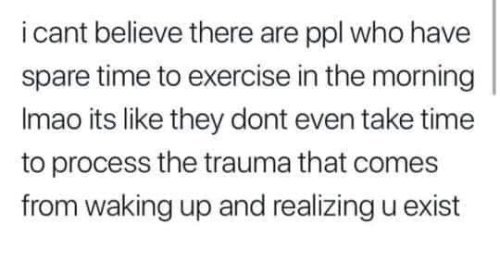 i cant believe there are ppl who have
spare time to exercise in the morning
lmao its like they dont even take time
to process the trauma that comes
from waking up and realizing u exist